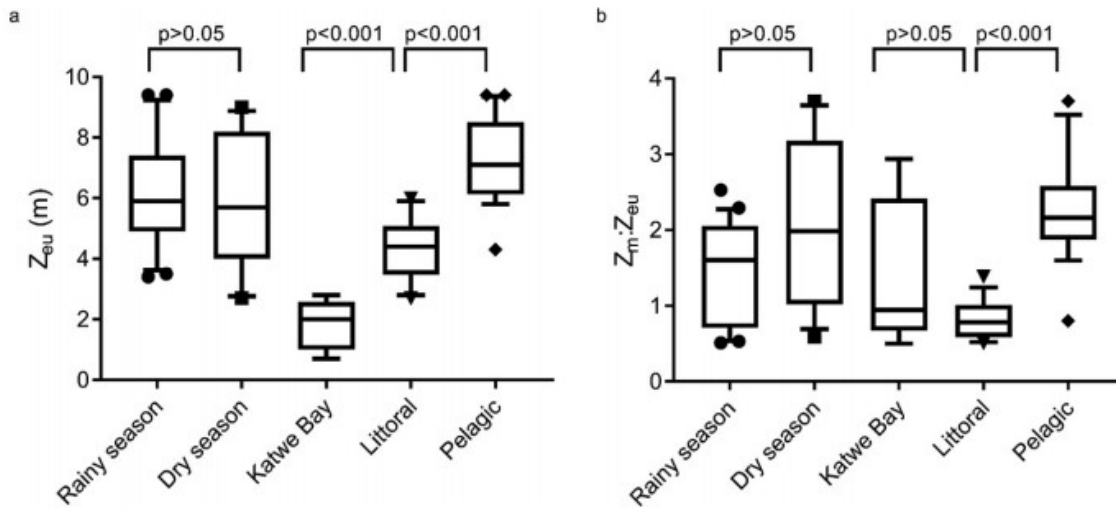 a
p>0.05 p<0.001 p<0.001
10
8
6
4
2
0
Zeu (m)
Rainy season
Dry season
Katwe Bay
Littoral
Pelagic
b
p>0.05 p>0.05 p<0.001
4
3
2
1
0
Zm:Zeu
Rainy season
Dry season
Katwe Bay
Littoral
Pelagic